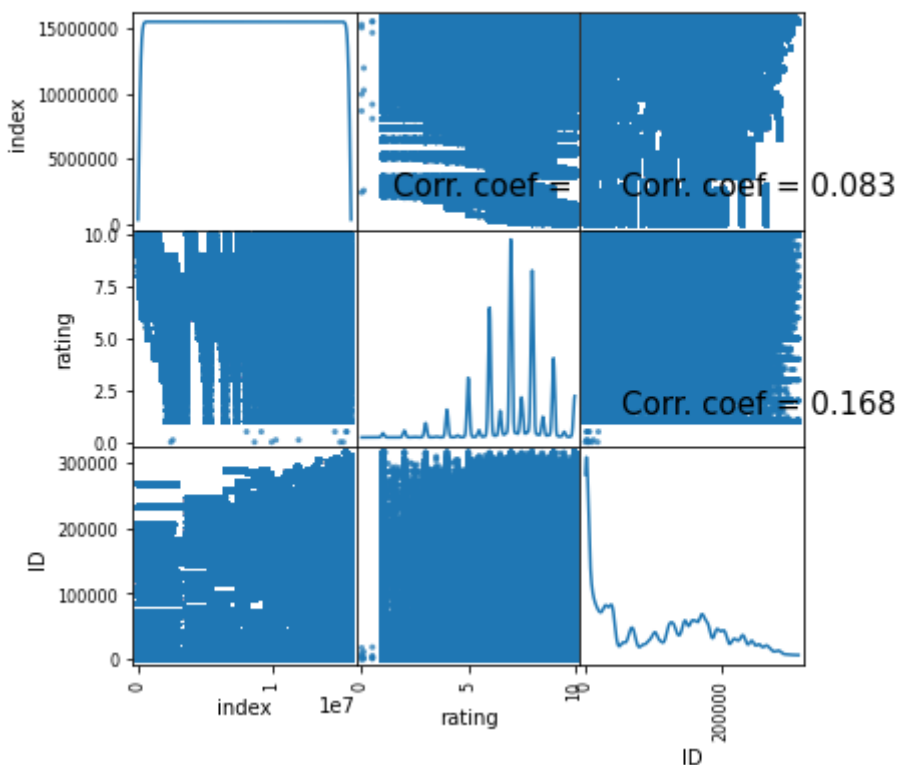 15000000
10000000
5000000
0
index
Corr. coef =
Corr. coef = 0.083
10.0
7.5
5.0
2.5
0.0
rating
Corr. coef = 0.168
300000
200000
100000
0
ID
0 1 1e7
index
0 5 10
rating
0 200000
ID